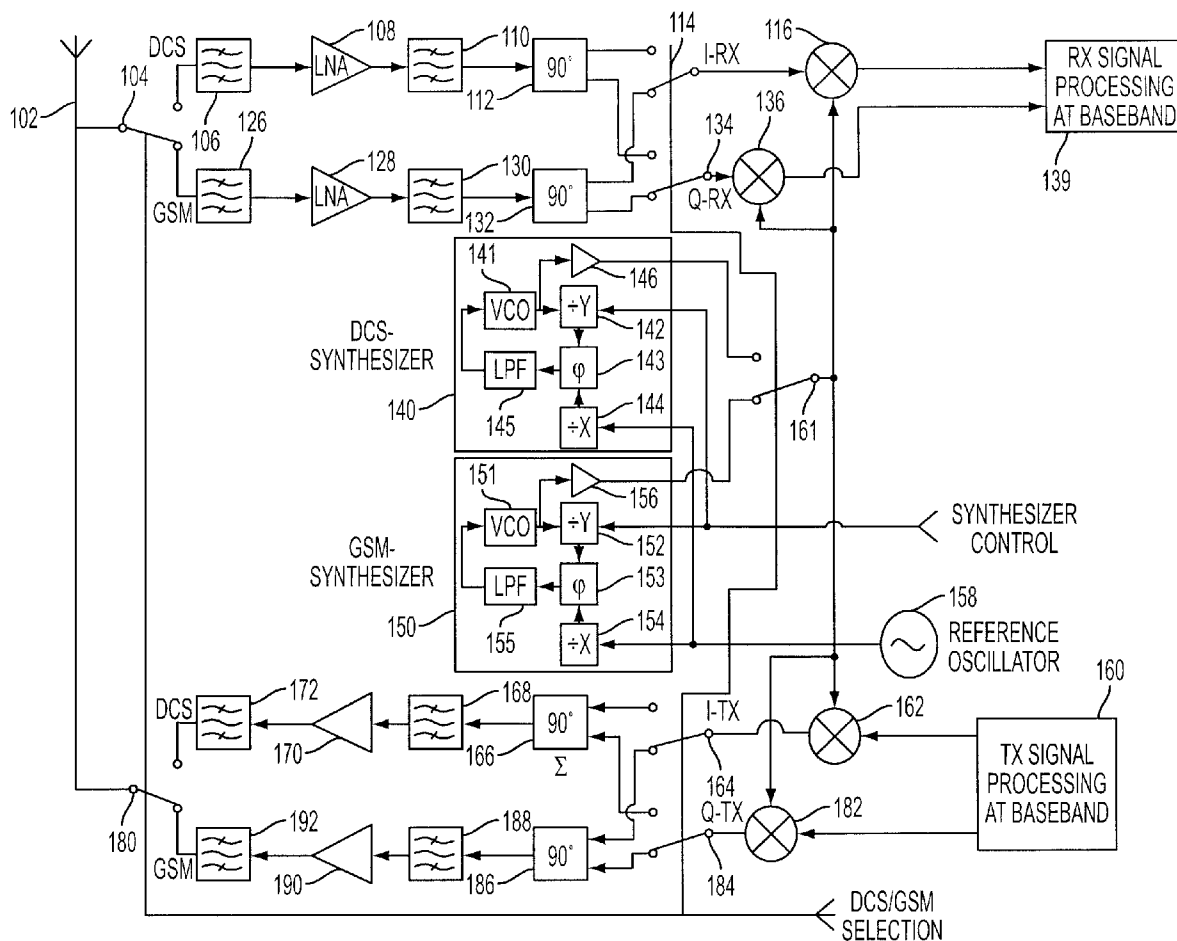 DCS
104
102
106
126
GSM
108
LNA
110
90°
112
128
LNA
130
90°
132
114
I-RX
116
134
136
Q-RX
RX SIGNAL
PROCESSING
AT BASEBAND
139
DCS-
SYNTHESIZER
140
141
VCO
146
÷Y
142
φ
143
LPF
145
÷X
144
161
GSM-
SYNTHESIZER
150
151
VCO
156
÷Y
152
φ
153
LPF
155
÷X
154
SYNTHESIZER
CONTROL
158
REFERENCE
OSCILLATOR
DCS
172
170
168
90°
166
Σ
I-TX
164
162
160
TX SIGNAL
PROCESSING
AT BASEBAND
180
GSM
192
190
188
90°
186
Q-TX
184
182
DCS/GSM
SELECTION